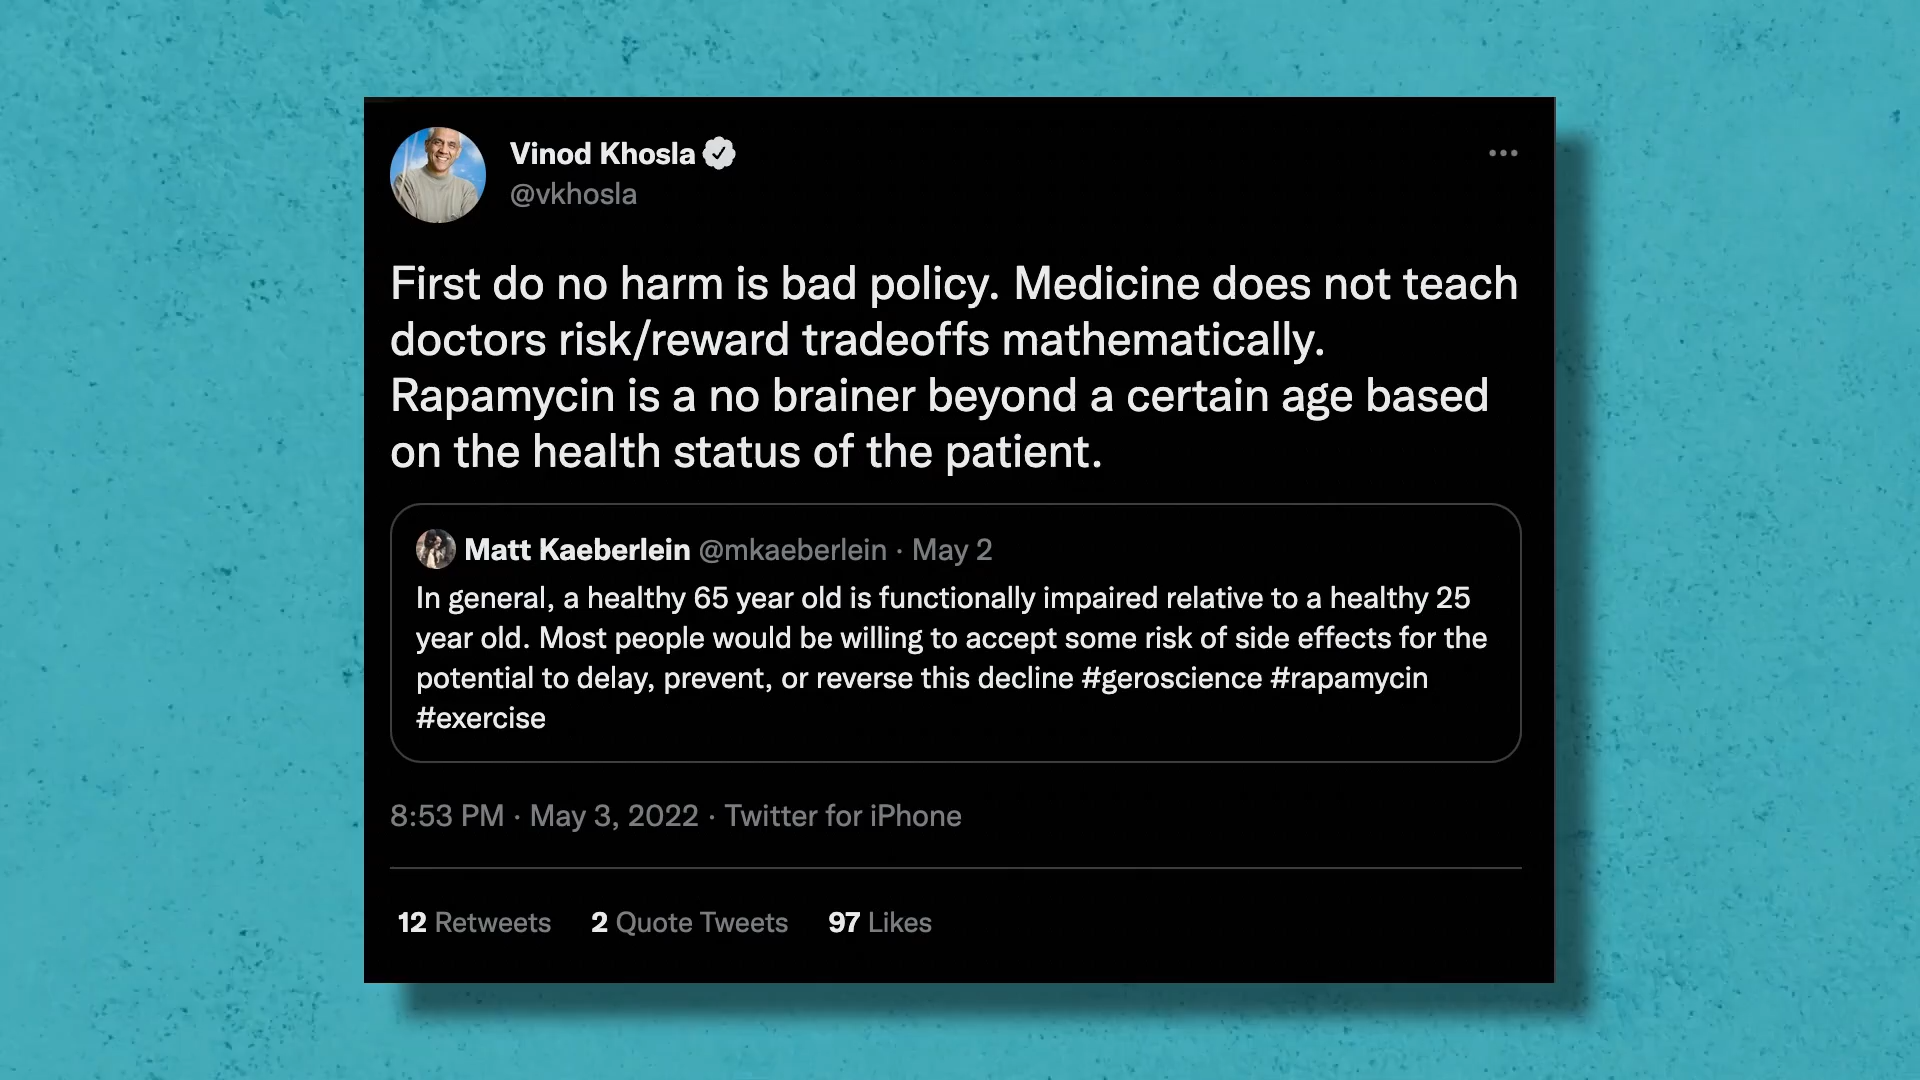 Vinod Khosla
@vkhosla
First do no harm is bad policy. Medicine does not teach
doctors risk/reward tradeoffs mathematically.
Rapamycin is a no brainer beyond a certain age based
on the health status of the patient.
Matt Kaeberlein @mkaeberlein · May 2
In general, a healthy 65 year old is functionally impaired relative to a healthy 25
year old. Most people would be willing to accept some risk of side effects for the
potential to delay, prevent, or reverse this decline #geroscience #rapamycin
#exercise
8:53 PM · May 3, 2022 · Twitter for iPhone
12 Retweets 2 Quote Tweets 97 Likes